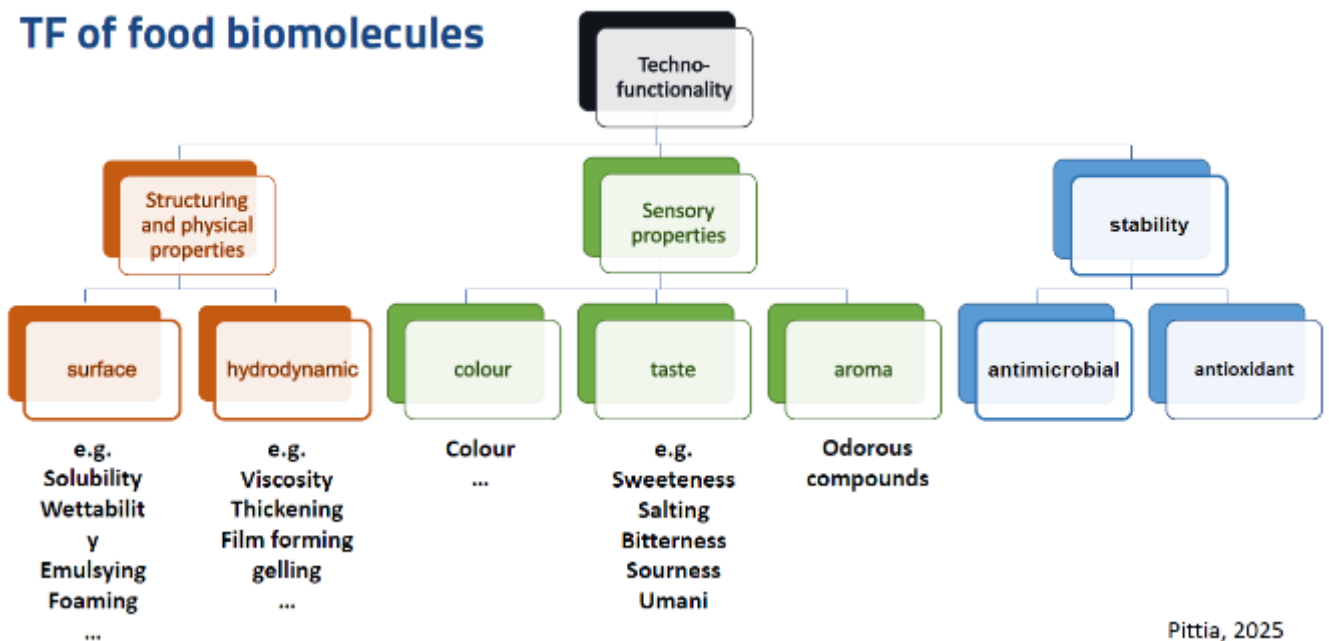 TF of food biomolecules
Techno-
functionality
Structuring
and physical
properties
Sensory
properties
stability
surface
hydrodynamic
colour
taste
aroma
antimicrobial
antioxidant
e.g.
Solubility
Wettabilit
y
Emulsying
Foaming
...
e.g.
Viscosity
Thickening
Film forming
gelling
...
Colour
...
e.g.
Sweeteness
Salting
Bitterness
Sourness
Umani
Odorous
compounds
Pittia, 2025